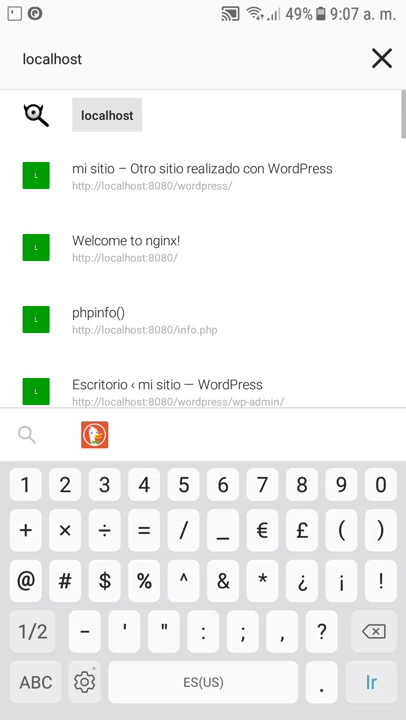 49% 9:07 a. m.
localhost
localhost
L mi sitio – Otro sitio realizado con WordPress
http://localhost:8080/wordpress/
L Welcome to nginx!
http://localhost:8080/
L phpinfo()
http://localhost:8080/info.php
L Escritorio ‹ mi sitio — WordPress
http://localhost:8080/wordpress/wp-admin/
1 2 3 4 5 6 7 8 9 0
+ × ÷ = / _ € £ ( )
@ # $ % ^ & * ¿ ¡ !
1/2 - ' " : ; , ?
ABC ES(US) . Ir